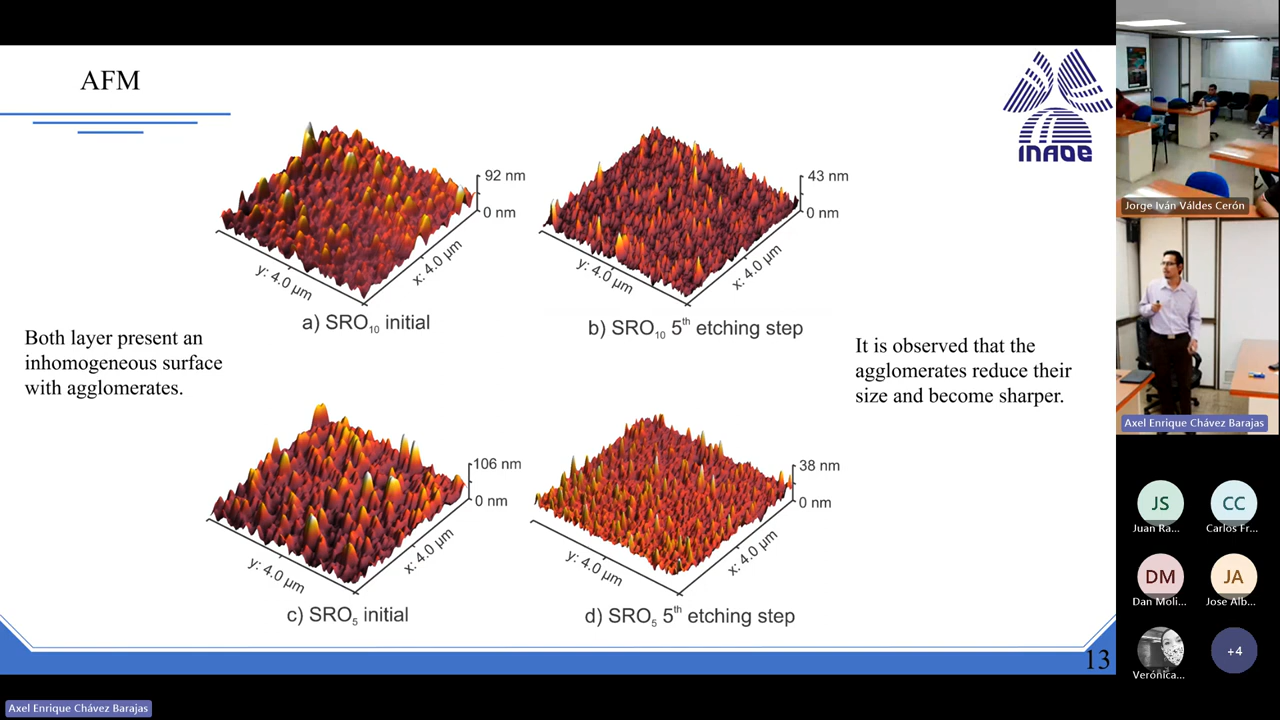 AFM
INAOE
92 nm
0 nm
y: 4.0 µm
x: 4.0 µm
a) SRO10 initial
43 nm
0 nm
y: 4.0 µm
x: 4.0 µm
b) SRO10 5th etching step
Both layer present an
inhomogeneous surface
with agglomerates.
It is observed that the
agglomerates reduce their
size and become sharper.
106 nm
0 nm
y: 4.0 µm
x: 4.0 µm
c) SRO5 initial
38 nm
0 nm
y: 4.0 µm
x: 4.0 µm
d) SRO5 5th etching step
13
Jorge Iván Váldes Cerón
Axel Enrique Chávez Barajas
JS
Juan Ra...
CC
Carlos Fr...
DM
Dan Moli...
JA
Jose Alb...
Verónica...
+4
Axel Enrique Chávez Barajas